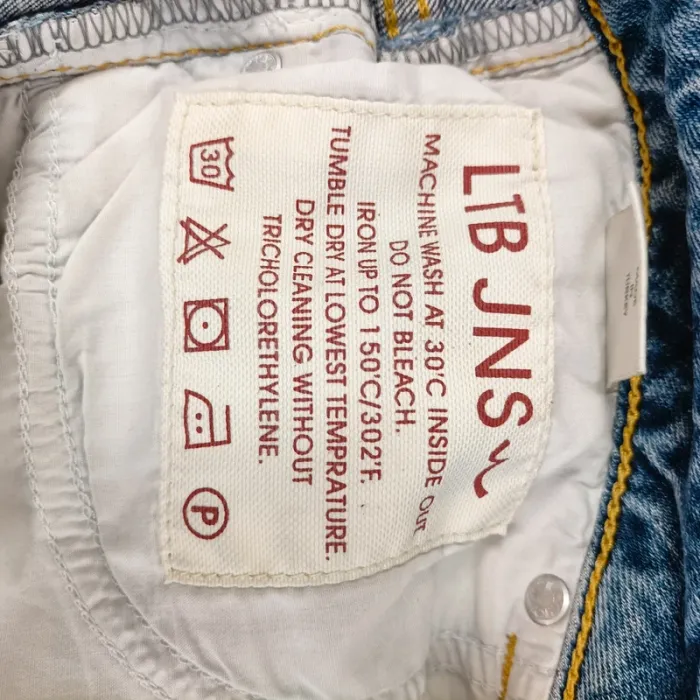 LTB JNS
MACHINE WASH AT 30'C INSIDE OUT
DO NOT BLEACH.
IRON UP TO 150'C/302'F.
TUMBLE DRY AT LOWEST TEMPRATURE.
DRY CLEANING WITHOUT
TRICHOLORETHYLENE.
30
P